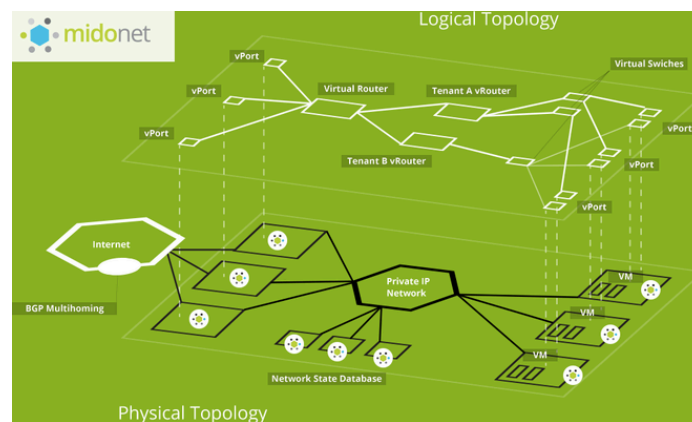 midonet
Logical Topology
vPort
Virtual Swiches
vPort
Virtual Router
Tenant A vRouter
vPort
Tenant B vRouter
vPort
vPort
Internet
Private IP
Network
VM
BGP Multihoming
VM
VM
Network State Database
Physical Topology